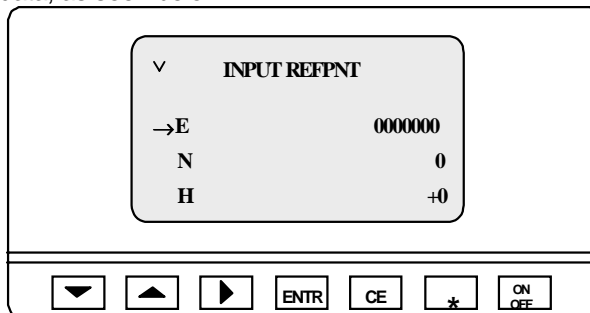 INPUT REFPNT
→E 0000000
N 0
H +0
ENTR CE * ON
OFF